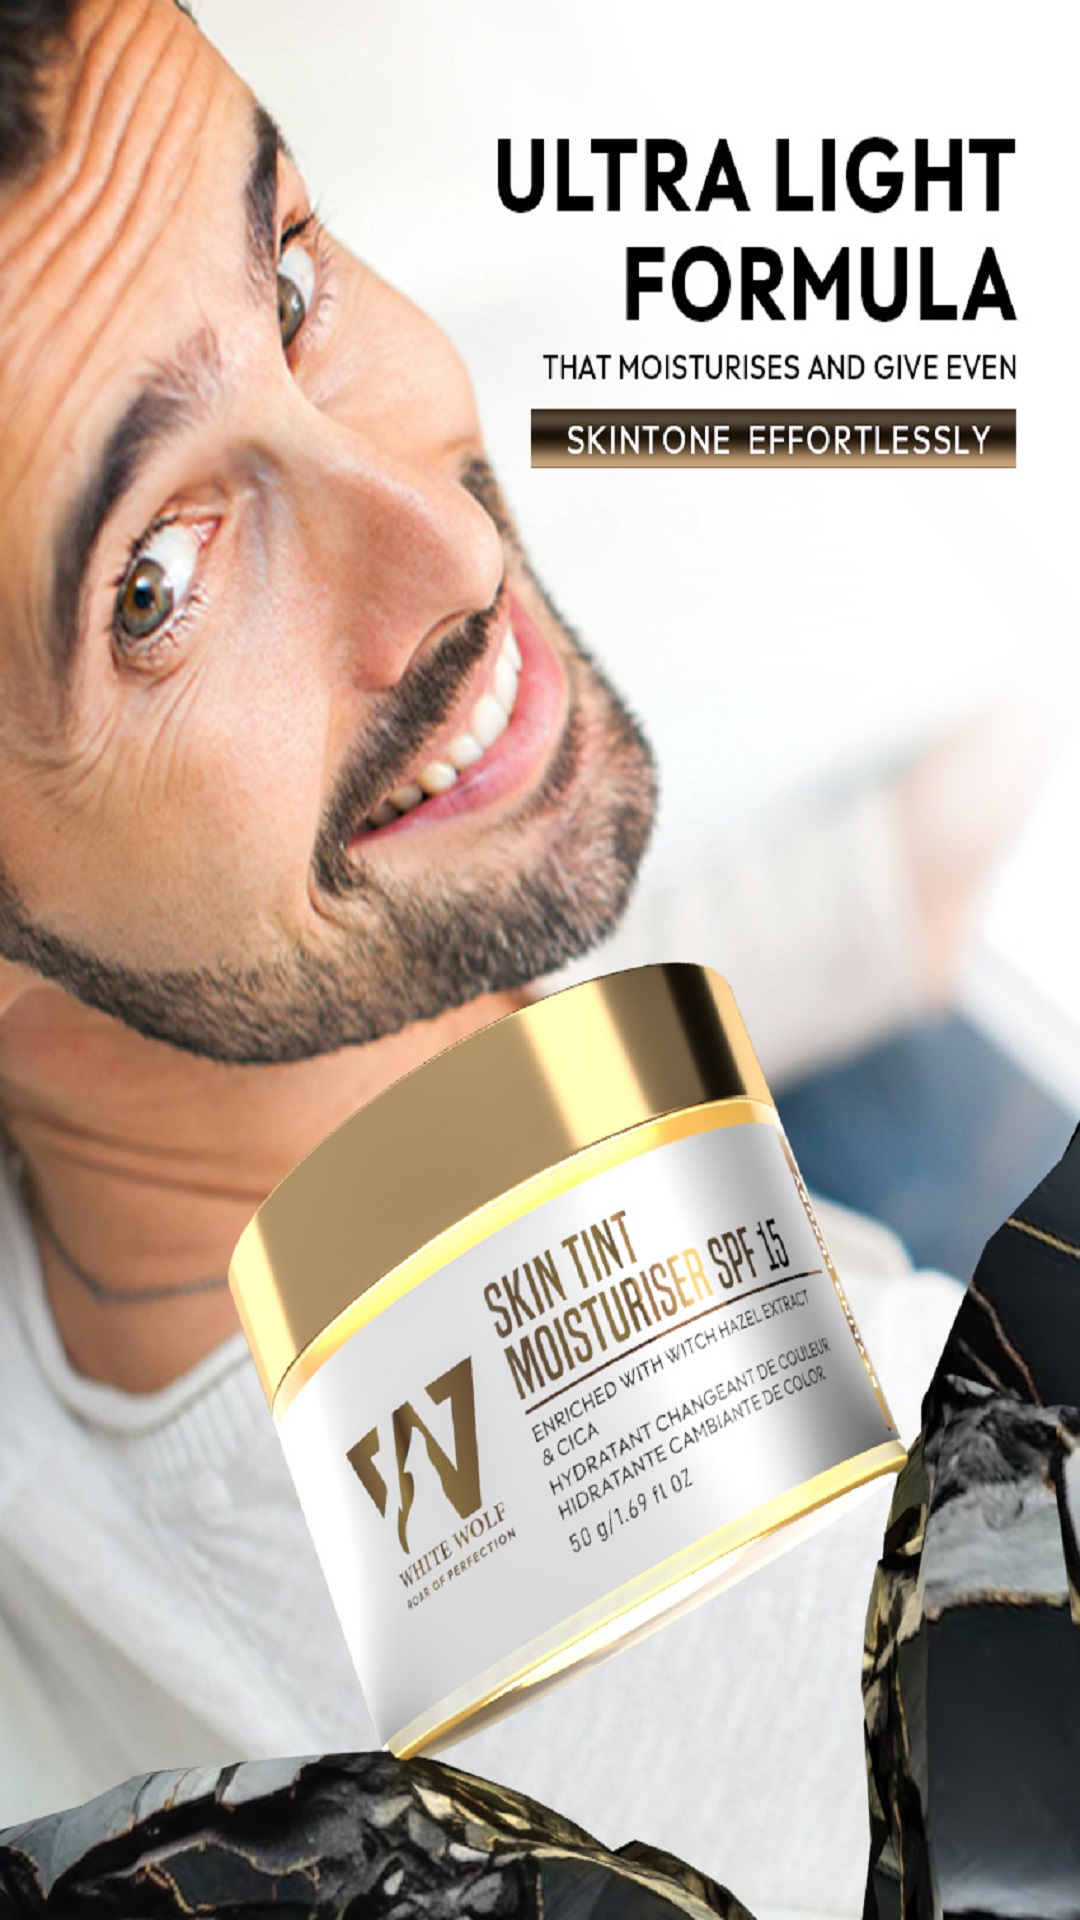 ULTRA LIGHT
FORMULA
THAT MOISTURISES AND GIVE EVEN
SKINTONE EFFORTLESSLY
SKIN TINT
MOISTURISER SPF 15
ENRICHED WITH WITCH HAZEL EXTRACT
& CICA
HYDRATANT CHANGEANT DE COULEUR
HIDRATANTE CAMBIANTE DE COLOR
50 g/1.69 fl OZ
W
WHITE WOLF
ROAR OF PERFECTION